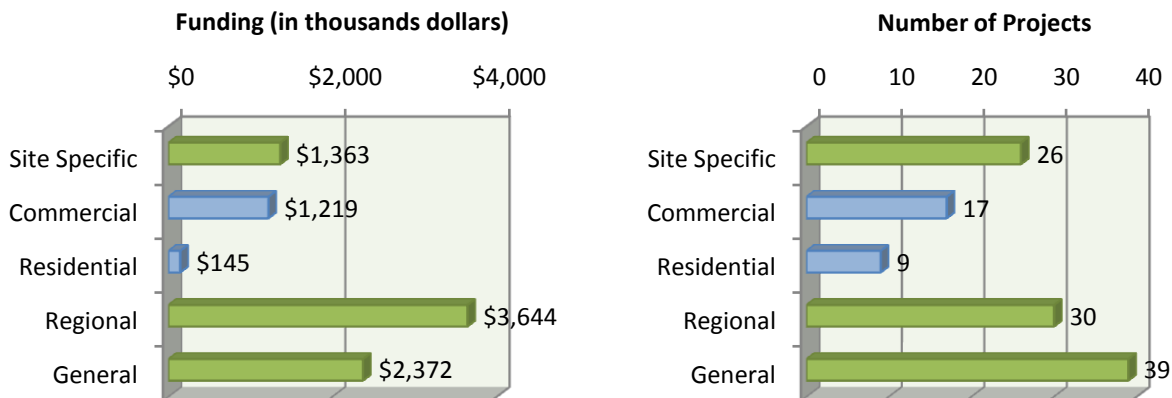 Funding (in thousands dollars)
$0 $2,000 $4,000
Site Specific $1,363
Commercial $1,219
Residential $145
Regional $3,644
General $2,372
Number of Projects
0 10 20 30 40
Site Specific 26
Commercial 17
Residential 9
Regional 30
General 39